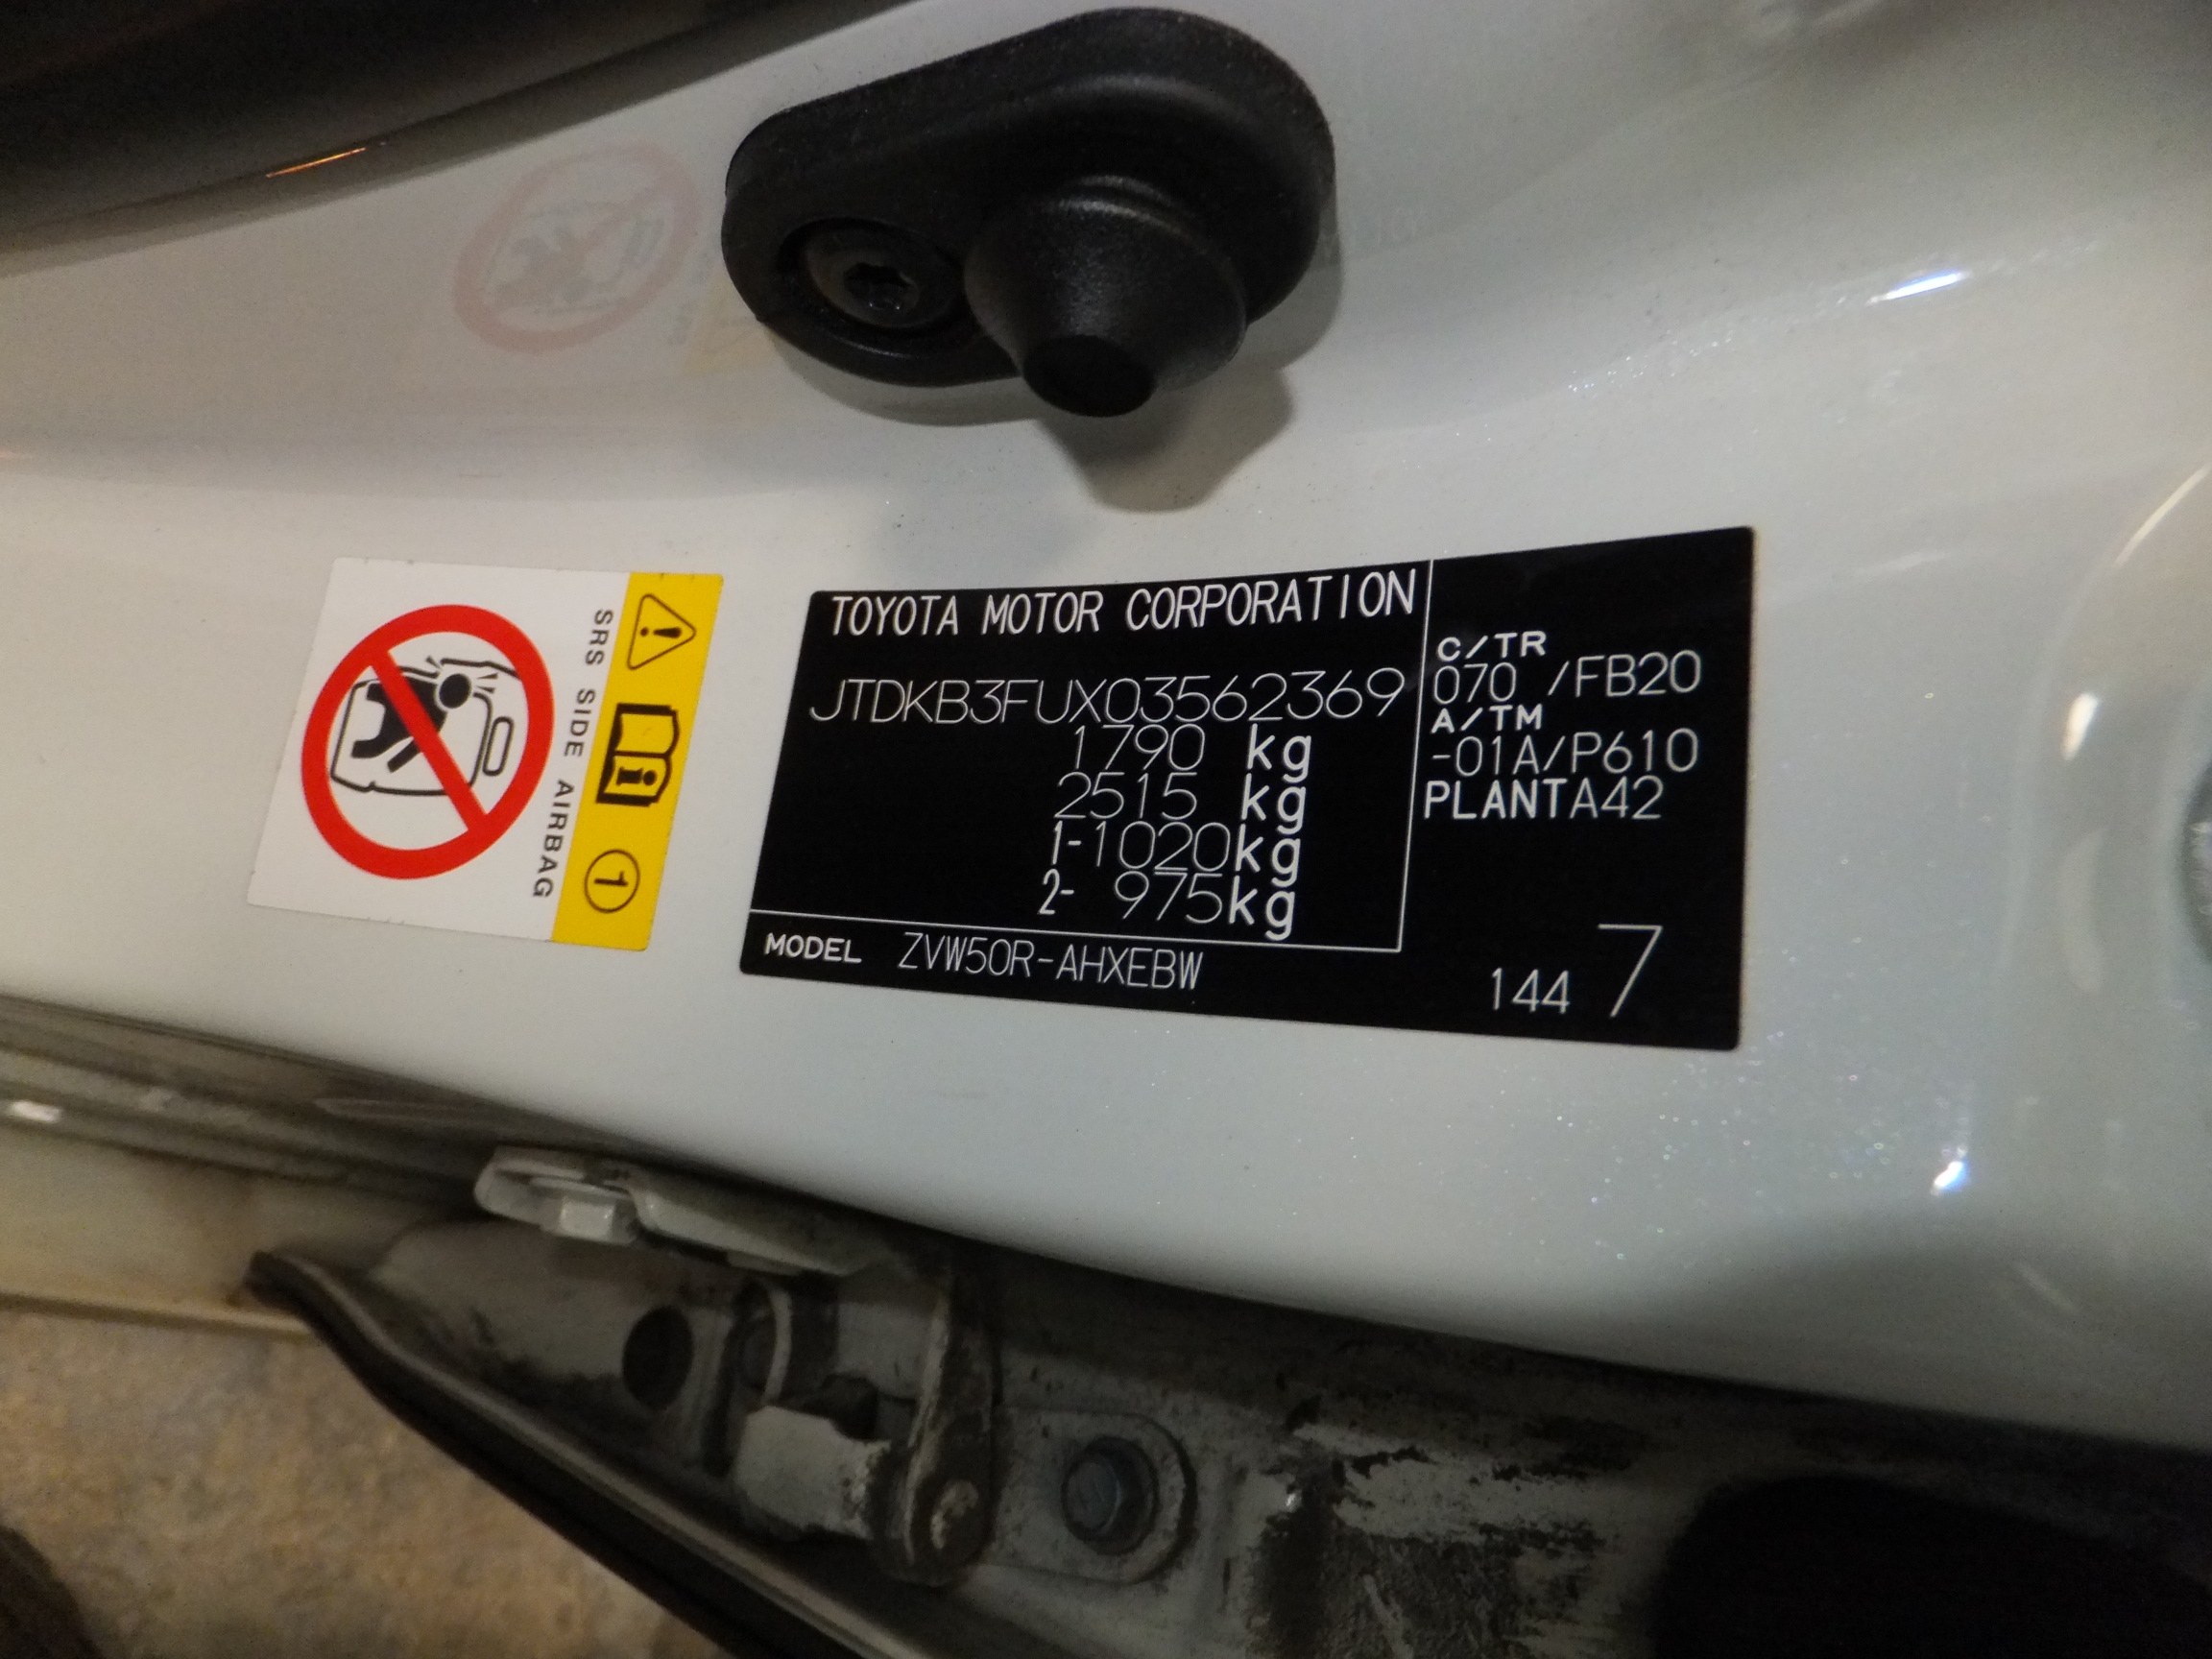 TOYOTA MOTOR CORPORATION
JTDKB3FUX03562369
1790 kg
2515 kg
1-1020kg
2- 975kg
MODEL ZVW50R-AHXEBW
C/TR
070 /FB20
A/TM
-01A/P610
PLANTA42
144 7
SRS SIDE AIRBAG
1